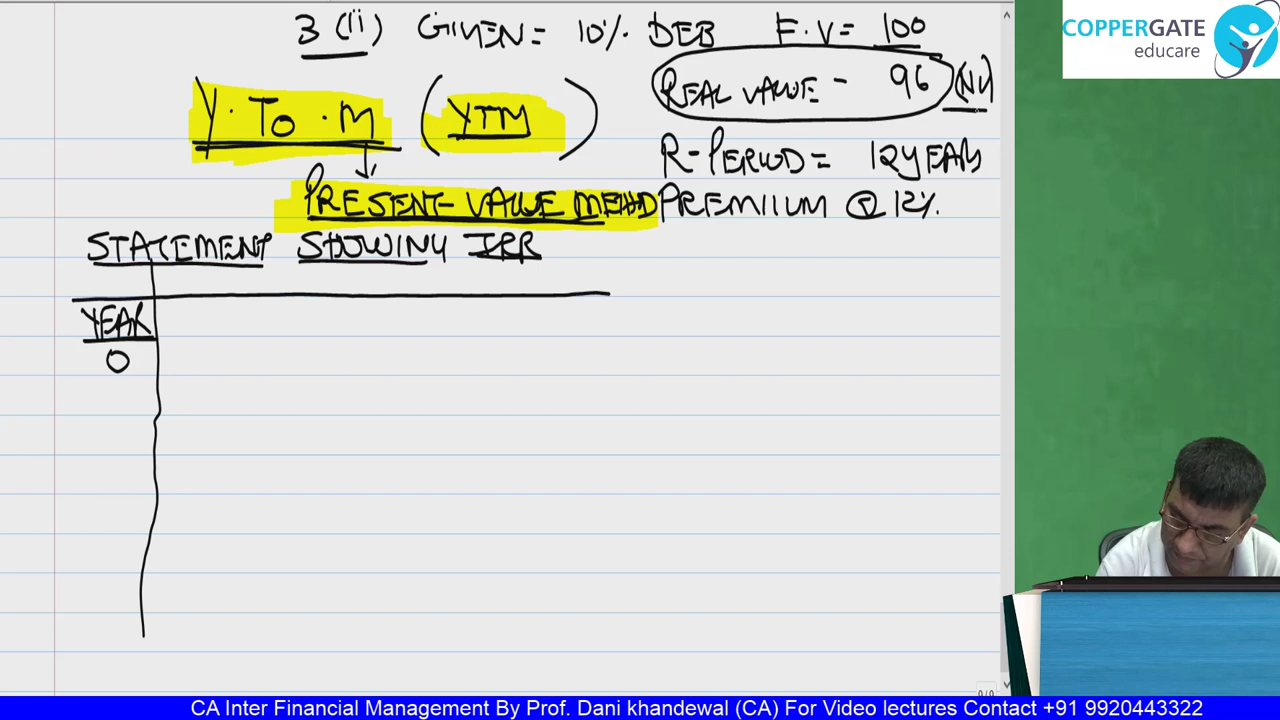 3 (ii) GIVEN = 10% DEB F.V = 100
REAL VALUE - 96 (N4)
Y. To . M ( YTM )
R-PERIOD = 12 YEARS
PRESENT VALUE METHOD PREMIUM @ 12%
STATEMENT SHOWING IRR
YEAR
0
COPPERGATE
educare
CA Inter Financial Management By Prof. Dani khandewal (CA) For Video lectures Contact +91 9920443322